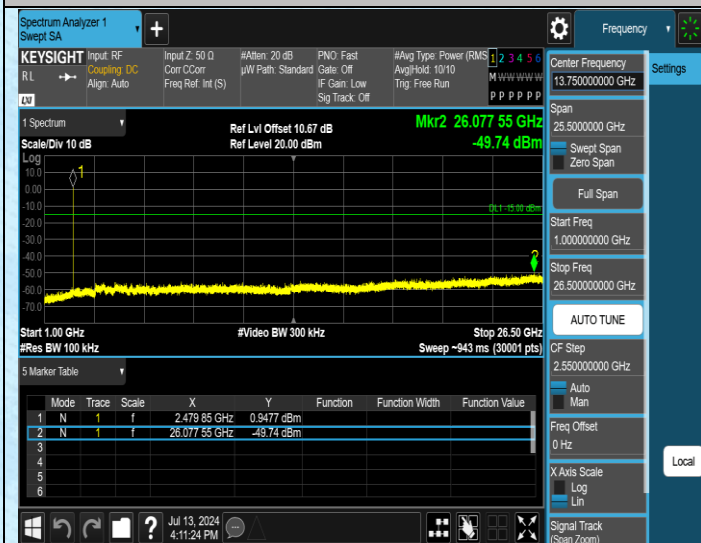 Spectrum Analyzer 1
Swept SA
Frequency
KEYSIGHT Input: RF Input Z: 50 Ω #Atten: 20 dB PNO: Fast #Avg Type: Power (RMS 1 2 3 4 5 6
RL Coupling: DC Corr CCorr µW Path: Standard Gate: Off Avg|Hold: 10/10 M W W W W W
Align: Auto Freq Ref: Int (S) IF Gain: Low Trig: Free Run
Sig Track: Off P P P P P P
LXI
1 Spectrum
Scale/Div 10 dB
Ref Lvl Offset 10.67 dB
Ref Level 20.00 dBm
Mkr2 26.077 55 GHz
-49.74 dBm
Log
10.0
0.00
-10.0
-20.0
-30.0
-40.0
-50.0
-60.0
-70.0
1
DL1 -15.00 dBm
2
Start 1.00 GHz #Video BW 300 kHz Stop 26.50 GHz
#Res BW 100 kHz Sweep ~943 ms (30001 pts)
5 Marker Table
Mode Trace Scale X Y Function Function Width Function Value
1 N 1 f 2.479 85 GHz 0.9477 dBm
2 N 1 f 26.077 55 GHz -49.74 dBm
3
4
5
6
Jul 13, 2024
4:11:24 PM
?
Center Frequency
13.750000000 GHz
Span
25.5000000 GHz
Swept Span
Zero Span
Full Span
Start Freq
1.000000000 GHz
Stop Freq
26.500000000 GHz
AUTO TUNE
CF Step
2.550000000 GHz
Auto
Man
Freq Offset
0 Hz
X Axis Scale
Log
Lin
Signal Track
(Span Zoom)
Settings
Local